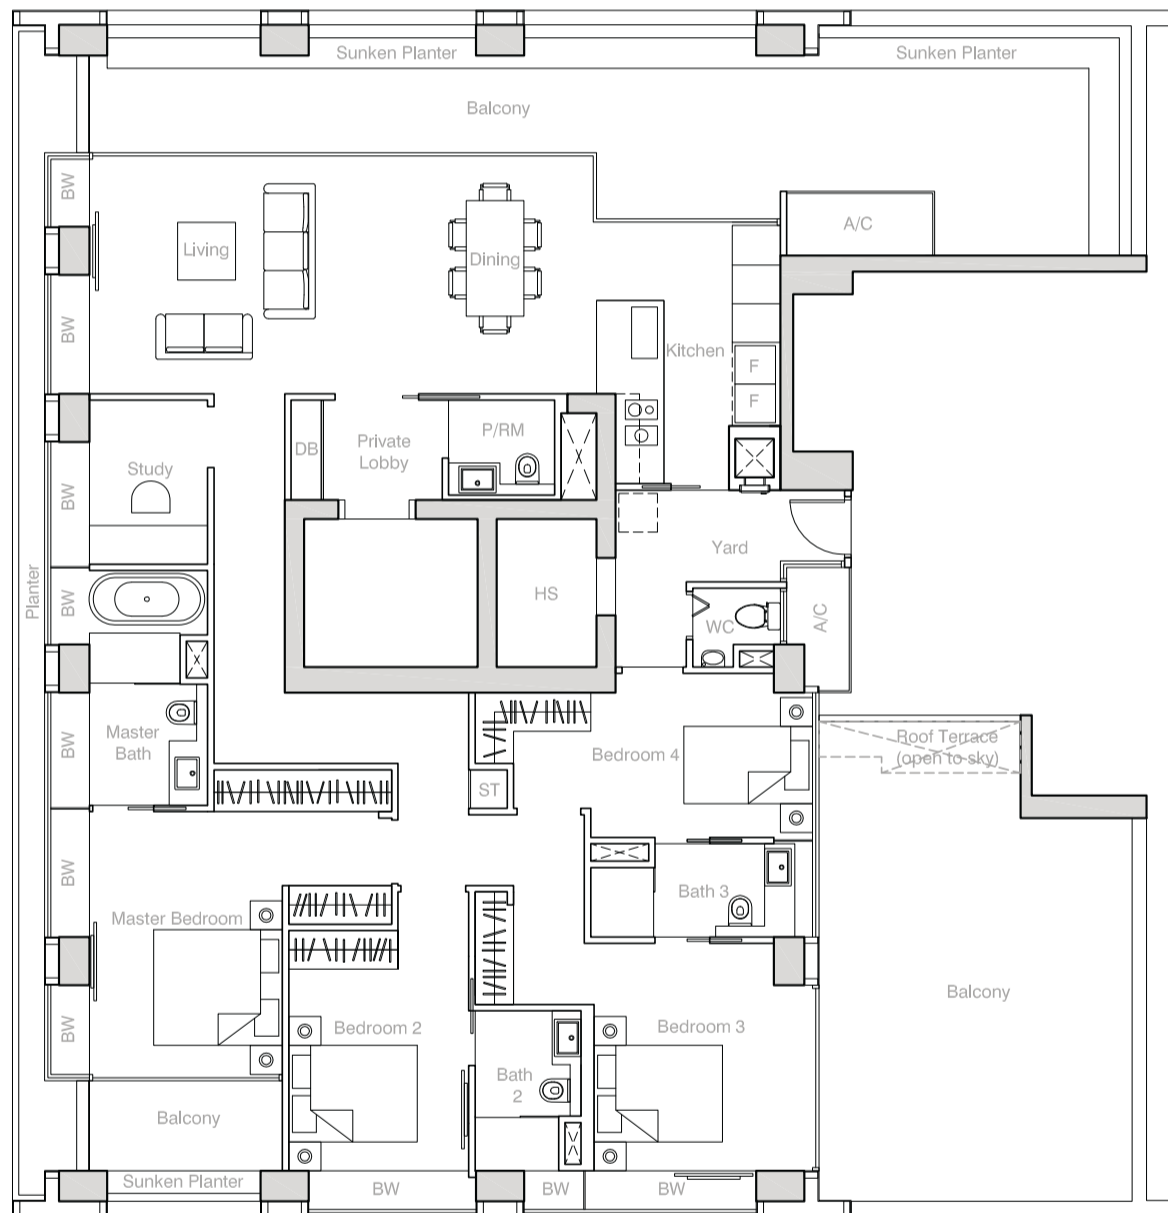 Sunken Planter
Sunken Planter
Balcony
BW
A/C
Living
Dining
BW
Kitchen
F
F
P/RM
Private
Lobby
DB
Study
BW
Yard
Planter
BW
HS
WC
A/C
Master
Bath
BW
Bedroom 4
Roof Terrace
(open to sky)
ST
BW
Bath 3
Master Bedroom
Balcony
BW
Bedroom 2
Bedroom 3
Bath
2
Balcony
Sunken Planter
BW
BW
BW